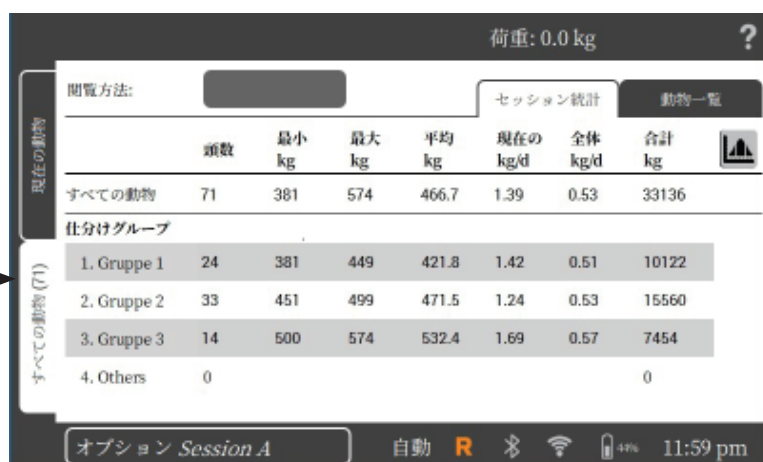 荷重: 0.0 kg ?
閲覧方法:
セッション統計 動物一覧
頭数 最小 kg 最大 kg 平均 kg 現在の kg/d 全体 kg/d 合計 kg
すべての動物 71 381 574 466.7 1.39 0.53 33136
仕分けグループ
1. Gruppe 1 24 381 449 421.8 1.42 0.51 10122
2. Gruppe 2 33 451 499 471.5 1.24 0.53 15560
3. Gruppe 3 14 500 574 532.4 1.69 0.57 7454
4. Others 0 0
現在の動物
すべての動物 (71)
オプション Session A 自動 R 44% 11:59 pm